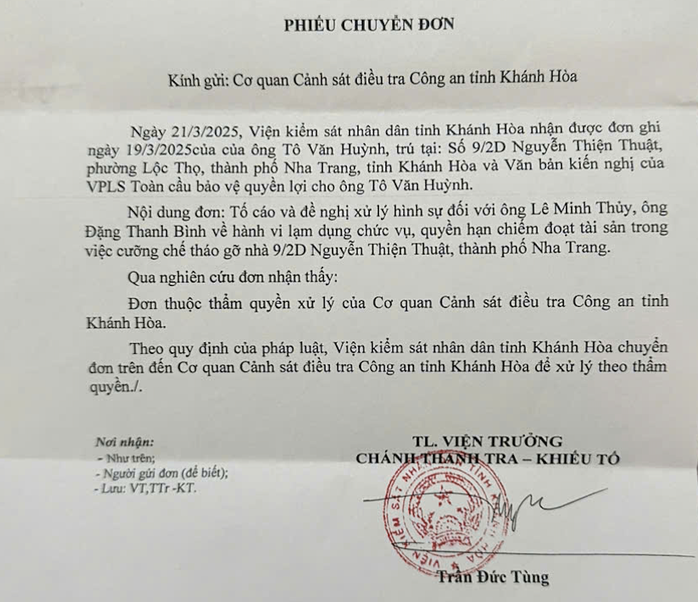 PHIẾU CHUYỂN ĐƠN
Kính gửi: Cơ quan Cảnh sát điều tra Công an tỉnh Khánh Hòa
Ngày 21/3/2025, Viện kiểm sát nhân dân tỉnh Khánh Hòa nhận được đơn ghi
ngày 19/3/2025của của ông Tô Văn Huỳnh, trú tại: Số 9/2D Nguyễn Thiện Thuật,
phường Lộc Thọ, thành phố Nha Trang, tỉnh Khánh Hòa và Văn bản kiến nghị của
VPLS Toàn cầu bảo vệ quyền lợi cho ông Tô Văn Huỳnh.
Nội dung đơn: Tố cáo và đề nghị xử lý hình sự đối với ông Lê Minh Thủy, ông
Đặng Thanh Bình về hành vi lạm dụng chức vụ, quyền hạn chiếm đoạt tài sản trong
việc cưỡng chế tháo gỡ nhà 9/2D Nguyễn Thiện Thuật, thành phố Nha Trang.
Qua nghiên cứu đơn nhận thấy:
Đơn thuộc thẩm quyền xử lý của Cơ quan Cảnh sát điều tra Công an tỉnh
Khánh Hòa.
Theo quy định của pháp luật, Viện kiểm sát nhân dân tỉnh Khánh Hòa chuyển
đơn trên đến Cơ quan Cảnh sát điều tra Công an tỉnh Khánh Hòa để xử lý theo thẩm
quyền./.
Nơi nhận:
- Như trên;
- Người gửi đơn (để biết);
- Lưu: VT,TTr -KT.
TL. VIỆN TRƯỞNG
CHÁNH THANH TRA – KHIẾU TỐ
VIỆN KIỂM SÁT NHÂN DÂN TỈNH KHÁNH HÒA
Trần Đức Tùng